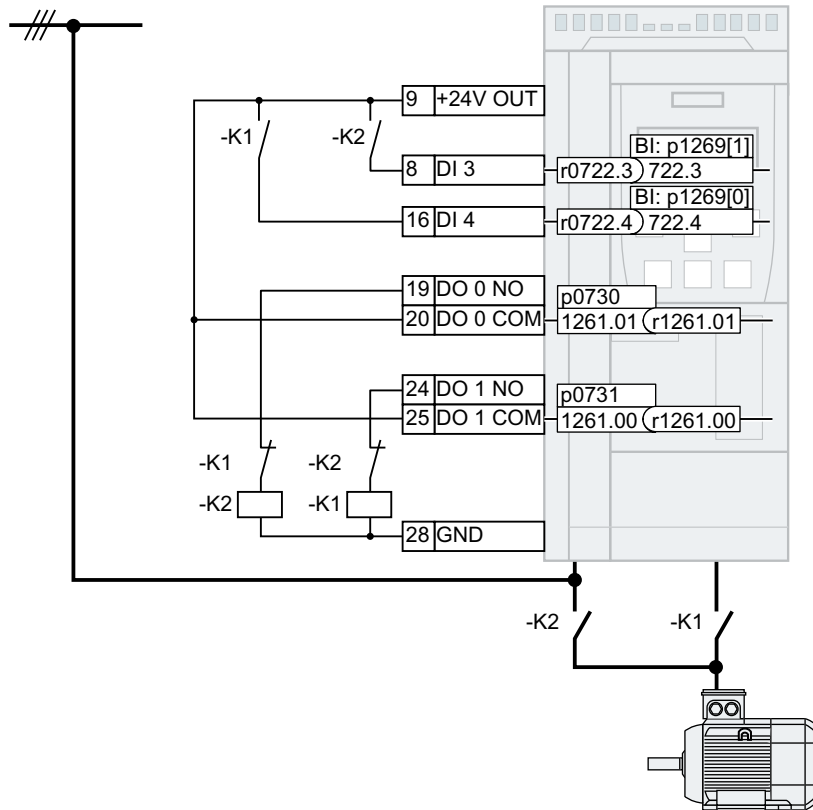 9 +24V OUT
-K1 -K2
BI: p1269[1]
8 DI 3 r0722.3 722.3
BI: p1269[0]
16 DI 4 r0722.4 722.4
19 DO 0 NO p0730
20 DO 0 COM 1261.01 r1261.01
24 DO 1 NO p0731
25 DO 1 COM 1261.00 r1261.00
-K1 -K2
-K2 -K1
28 GND
-K2 -K1